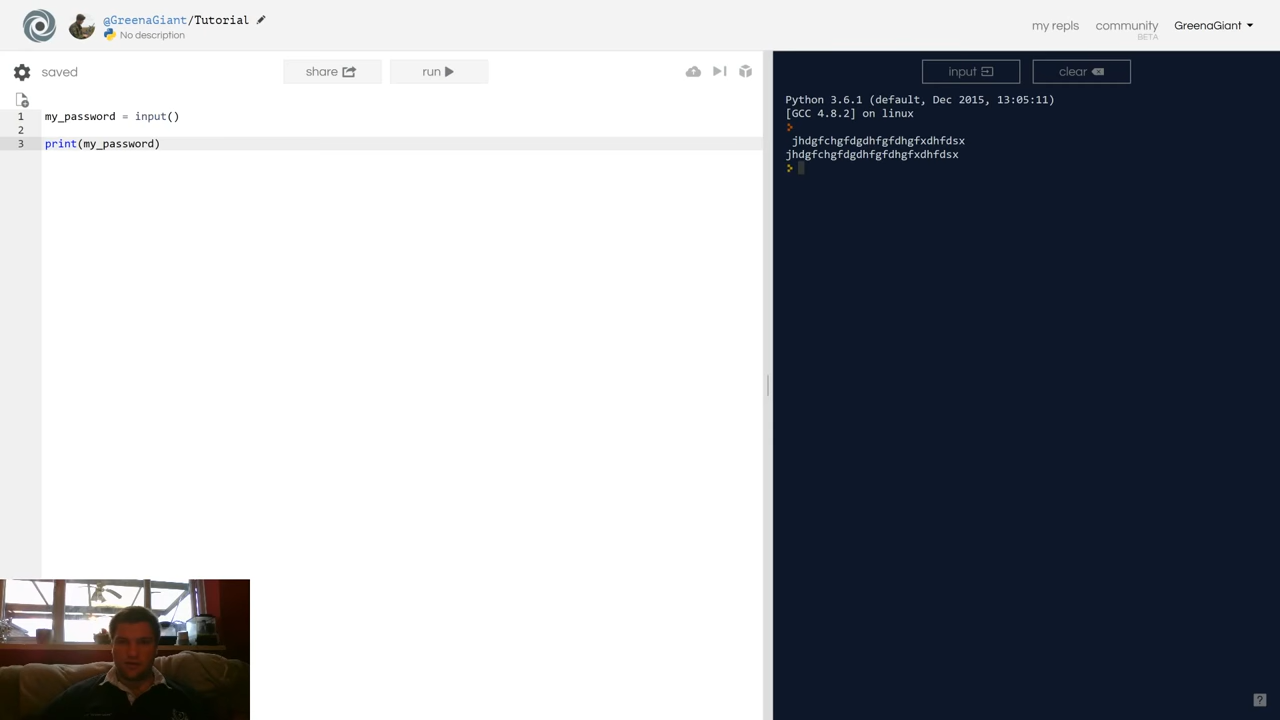 @GreenaGiant/Tutorial
No description
my repls
community
BETA
GreenaGiant
saved
share
run
input
clear
1 my_password = input()
2
3 print(my_password)
Python 3.6.1 (default, Dec 2015, 13:05:11)
[GCC 4.8.2] on linux
jhdgfchgfdgdhfgfdhgfxdhfdsx
jhdgfchgfdgdhfgfdhgfxdhfdsx
?